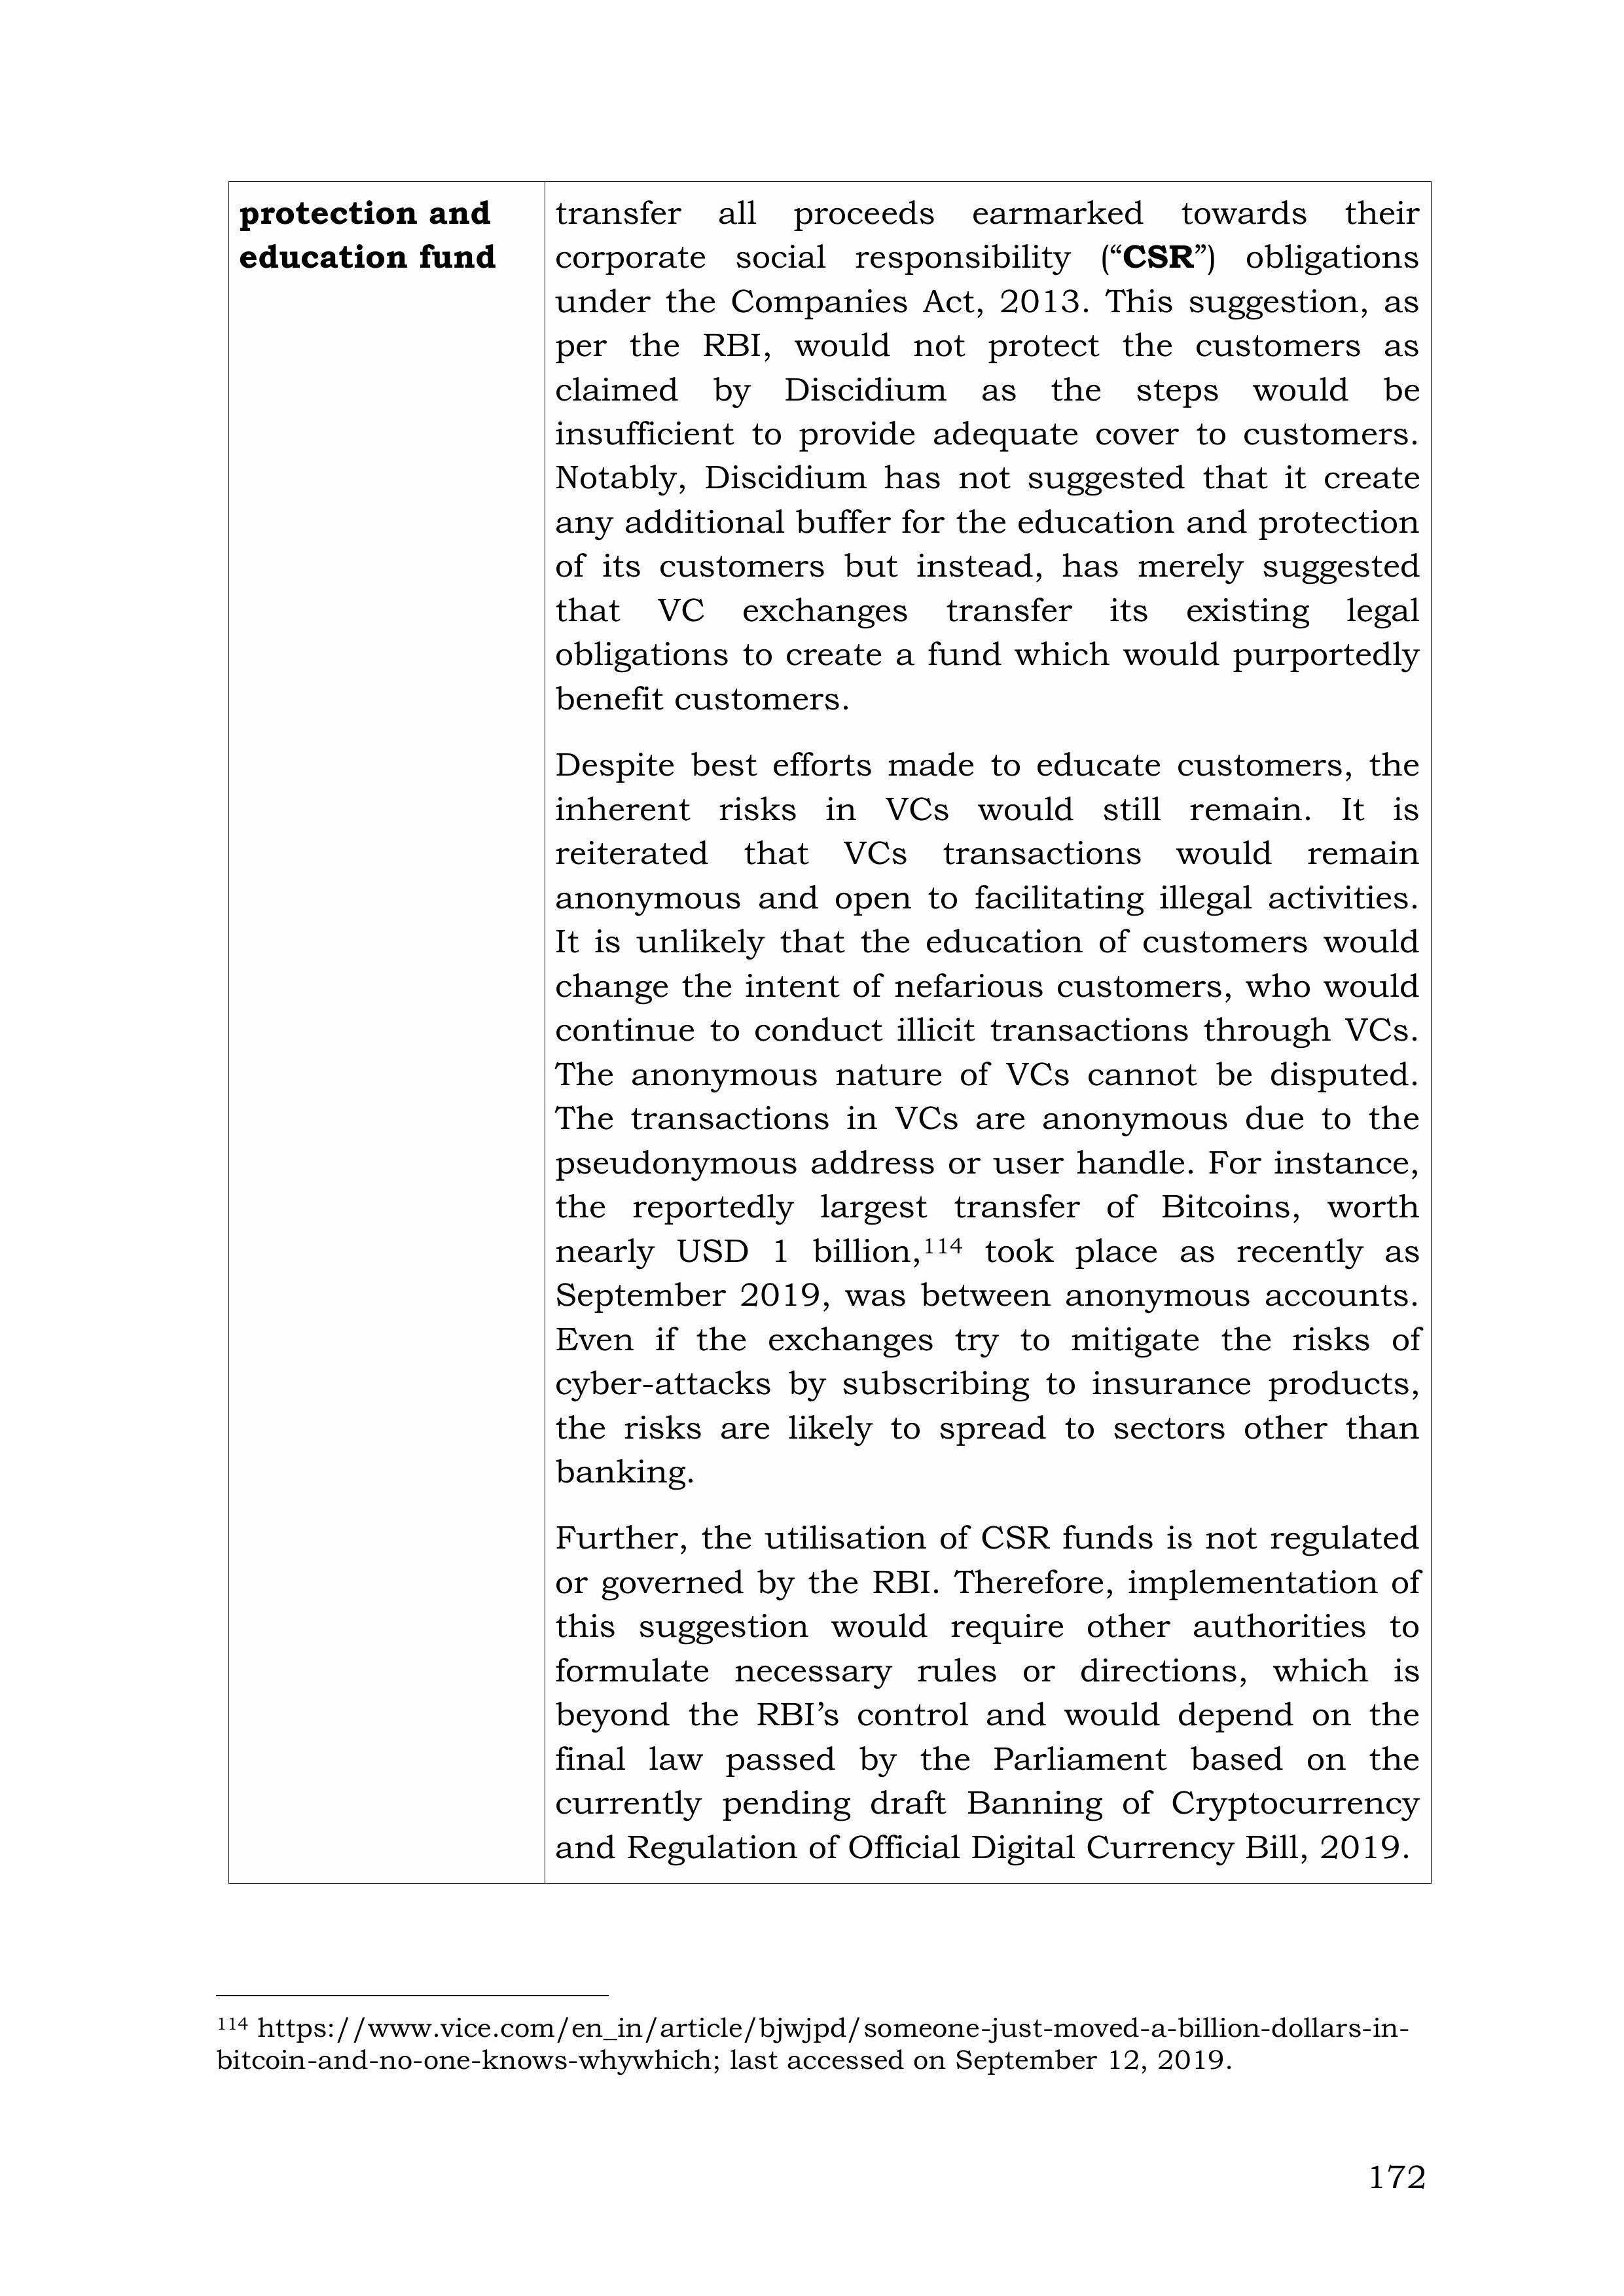 protection and
education fund
transfer all proceeds earmarked towards their
corporate social responsibility (“CSR”) obligations
under the Companies Act, 2013. This suggestion, as
per the RBI, would not protect the customers as
claimed by Discidium as the steps would be
insufficient to provide adequate cover to customers.
Notably, Discidium has not suggested that it create
any additional buffer for the education and protection
of its customers but instead, has merely suggested
that VC exchanges transfer its existing legal
obligations to create a fund which would purportedly
benefit customers.
Despite best efforts made to educate customers, the
inherent risks in VCs would still remain. It is
reiterated that VCs transactions would remain
anonymous and open to facilitating illegal activities.
It is unlikely that the education of customers would
change the intent of nefarious customers, who would
continue to conduct illicit transactions through VCs.
The anonymous nature of VCs cannot be disputed.
The transactions in VCs are anonymous due to the
pseudonymous address or user handle. For instance,
the reportedly largest transfer of Bitcoins, worth
nearly USD 1 billion,114 took place as recently as
September 2019, was between anonymous accounts.
Even if the exchanges try to mitigate the risks of
cyber-attacks by subscribing to insurance products,
the risks are likely to spread to sectors other than
banking.
Further, the utilisation of CSR funds is not regulated
or governed by the RBI. Therefore, implementation of
this suggestion would require other authorities to
formulate necessary rules or directions, which is
beyond the RBI’s control and would depend on the
final law passed by the Parliament based on the
currently pending draft Banning of Cryptocurrency
and Regulation of Official Digital Currency Bill, 2019.
114 https://www.vice.com/en_in/article/bjwjpd/someone-just-moved-a-billion-dollars-in-
bitcoin-and-no-one-knows-whywhich; last accessed on September 12, 2019.
172